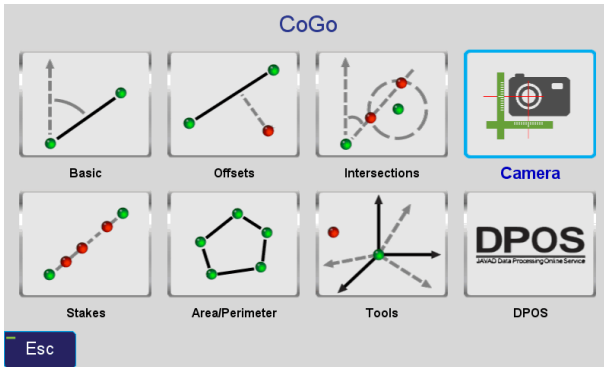 CoGo
Basic
Offsets
Intersections
Camera
DPOS
JAVAD Data Processing Online Service
Stakes
Area/Perimeter
Tools
DPOS
Esc